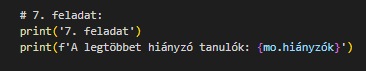 # 7. feladat:
print('7. feladat')
print(f'A legtöbbet hiányzó tanulók: {mo.hiányzók}')